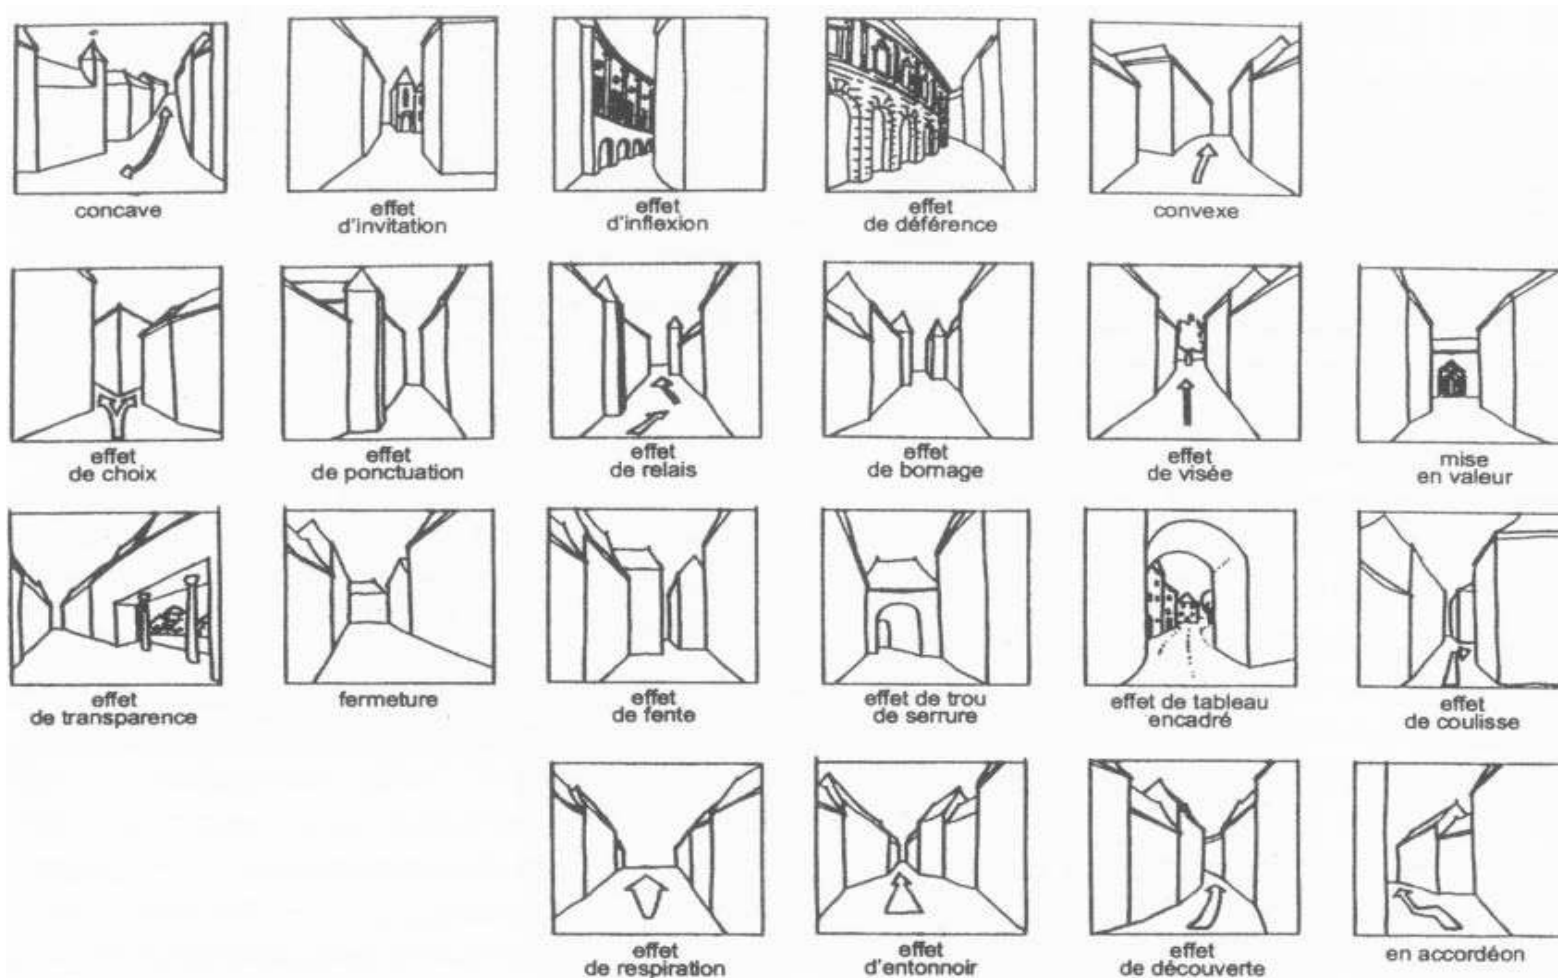 concave
effet
d'invitation
effet
d'inflexion
effet
de déférence
convexe
effet
de choix
effet
de ponctuation
effet
de relais
effet
de bornage
effet
de visée
mise
en valeur
effet
de transparence
fermeture
effet
de fente
effet de trou
de serrure
effet de tableau
encadré
effet
de coulisse
effet
de respiration
effet
d'entonnoir
effet
de découverte
en accordéon